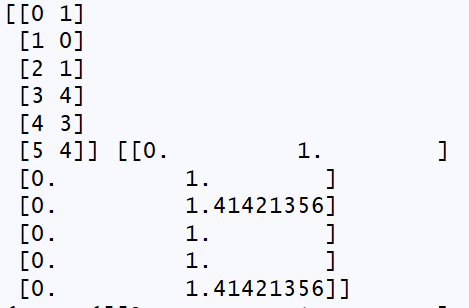 [[0 1]
 [1 0]
 [2 1]
 [3 4]
 [4 3]
 [5 4]] [[0.         1.        ]
 [0.         1.        ]
 [0.         1.41421356]
 [0.         1.        ]
 [0.         1.        ]
 [0.         1.41421356]]